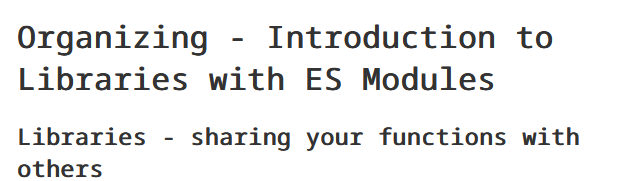 Organizing - Introduction to
Libraries with ES Modules
Libraries - sharing your functions with
others